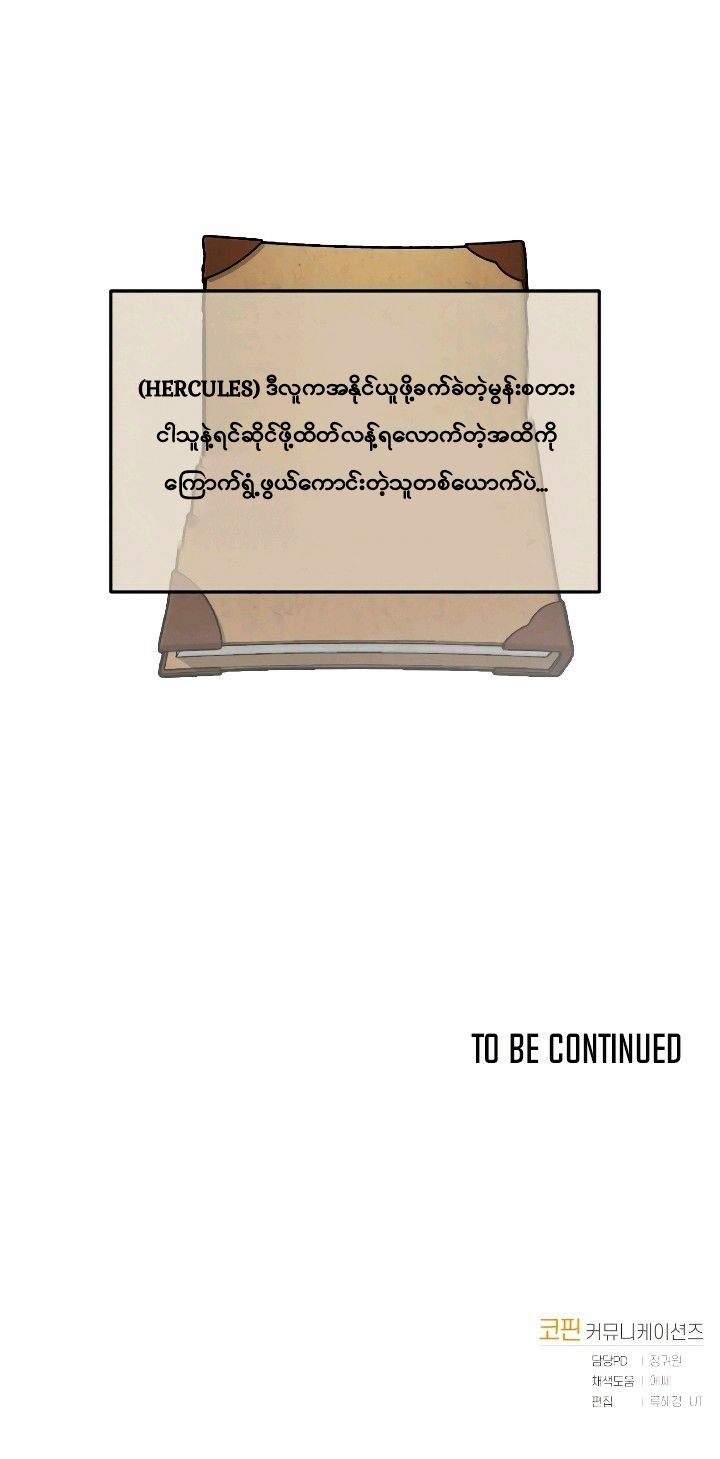 (HERCULES) ဒီလူကအနိုင်ယူဖို့ခက်ခဲတဲ့မွန်းစတား
ငါသူနဲ့ရင်ဆိုင်ဖို့ထိတ်လန့်ရလောက်တဲ့အထိကို
ကြောက်ရွံ့ဖွယ်ကောင်းတဲ့သူတစ်ယောက်ပဲ...
TO BE CONTINUED
코핀 커뮤니케이션즈
담당PD | 정귀원
채색도움 | 에쎄
편집 | 류혜경 UT